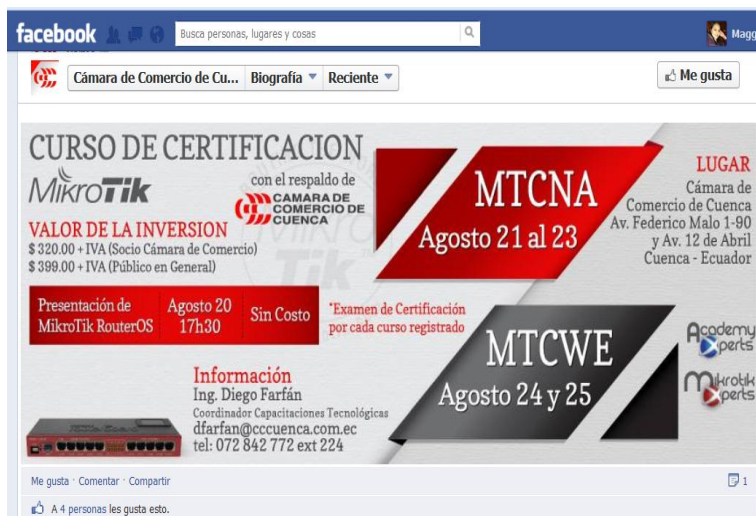 facebook
Busca personas, lugares y cosas
Magg
Cámara de Comercio de Cu...
Biografía
Reciente
Me gusta
CURSO DE CERTIFICACION
MikroTik
con el respaldo de
CAMARA DE
COMERCIO DE
CUENCA
VALOR DE LA INVERSION
$ 320.00 + IVA (Socio Cámara de Comercio)
$ 399.00 + IVA (Público en General)
Presentación de
MikroTik RouterOS
Agosto 20
17h30
Sin Costo
*Examen de Certificación
por cada curso registrado
Información
Ing. Diego Farfán
Coordinador Capacitaciones Tecnológicas
dfarfan@cccuenca.com.ec
tel: 072 842 772 ext 224
MTCNA
Agosto 21 al 23
MTCWE
Agosto 24 y 25
LUGAR
Cámara de
Comercio de Cuenca
Av. Federico Malo 1-90
y Av. 12 de Abril
Cuenca - Ecuador
Academy
Xperts
Mikrotik
Xperts
Me gusta · Comentar · Compartir
1
A 4 personas les gusta esto.